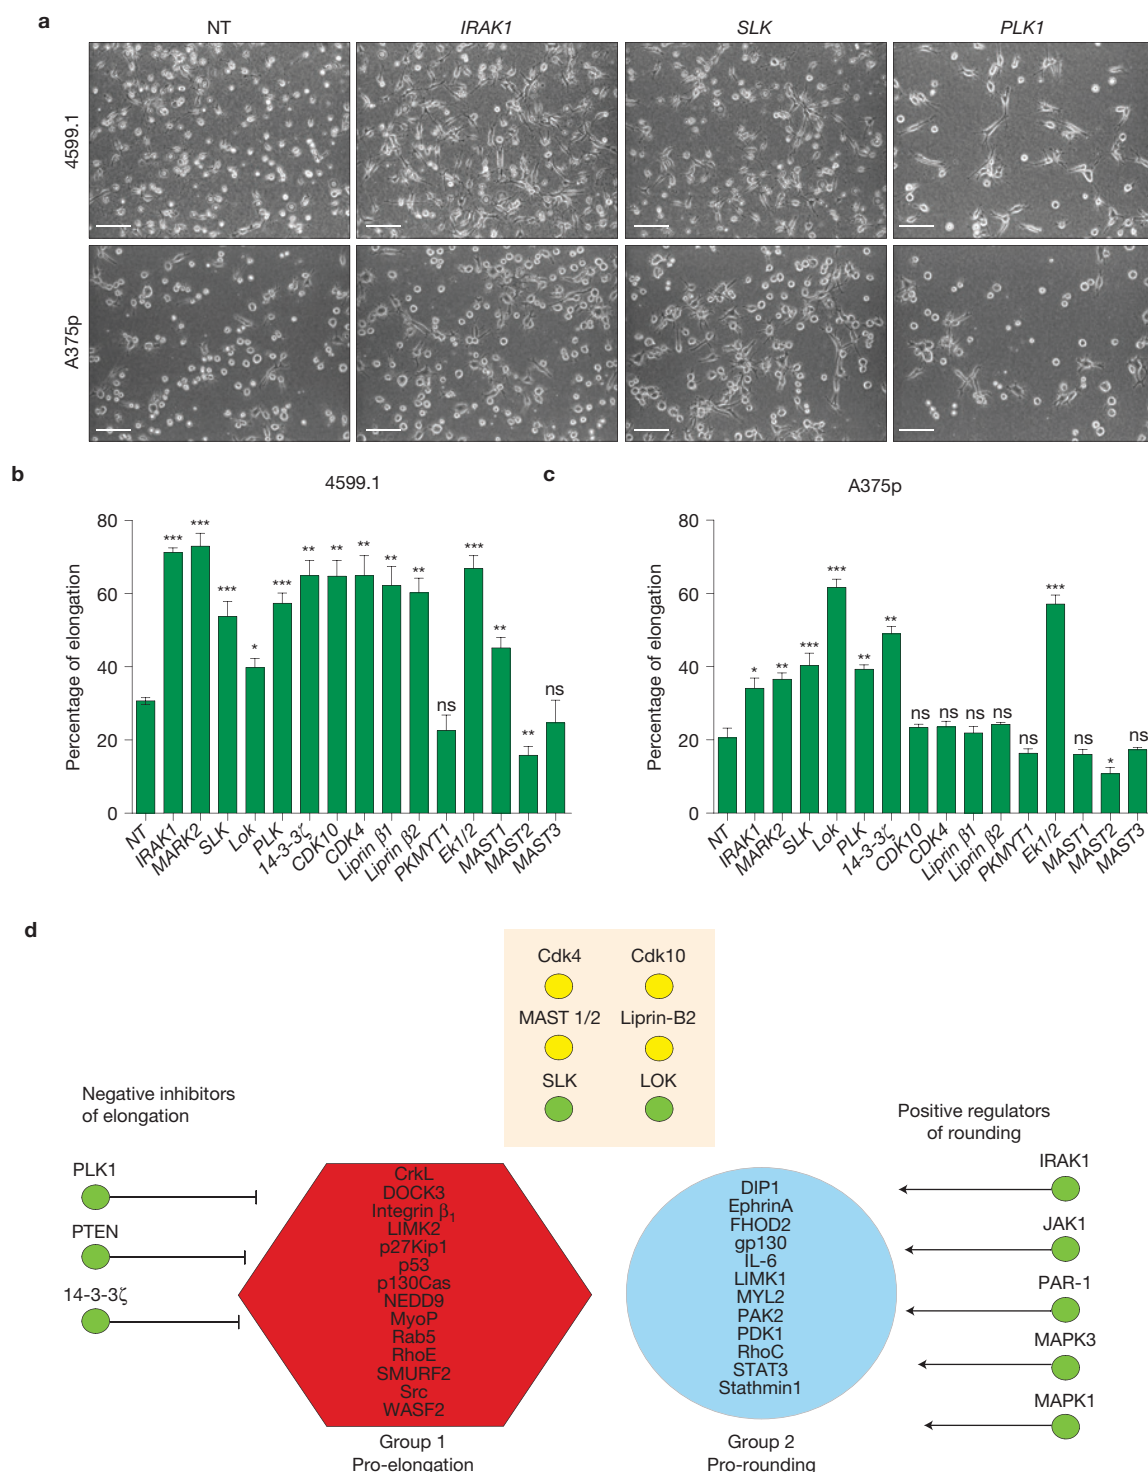 a
NT
IRAK1
SLK
PLK1
4599.1
A375p
b
4599.1
Percentage of elongation
80
60
40
20
0
***
***
***
*
***
**
**
**
**
**
ns
***
**
**
ns
NT
IRAK1
MARK2
SLK
Lok
PLK
14-3-3ζ
CDK10
CDK4
Liprin β1
Liprin β2
PKMYT1
Ek1/2
MAST1
MAST2
MAST3
c
A375p
Percentage of elongation
80
60
40
20
0
*
**
***
***
**
**
ns
ns
ns
ns
ns
***
ns
*
ns
NT
IRAK1
MARK2
SLK
Lok
PLK
14-3-3ζ
CDK10
CDK4
Liprin β1
Liprin β2
PKMYT1
Ek1/2
MAST1
MAST2
MAST3
d
Cdk4
Cdk10
MAST 1/2
Liprin-B2
SLK
LOK
Negative inhibitors
of elongation
PLK1
PTEN
14-3-3ζ
CrkL
DOCK3
Integrin β1
LIMK2
p27Kip1
p53
p130Cas
NEDD9
MyoP
Rab5
RhoE
SMURF2
Src
WASF2
Group 1
Pro-elongation
DIP1
EphrinA
FHOD2
gp130
IL-6
LIMK1
MYL2
PAK2
PDK1
RhoC
STAT3
Stathmin1
Group 2
Pro-rounding
Positive regulators
of rounding
IRAK1
JAK1
PAR-1
MAPK3
MAPK1